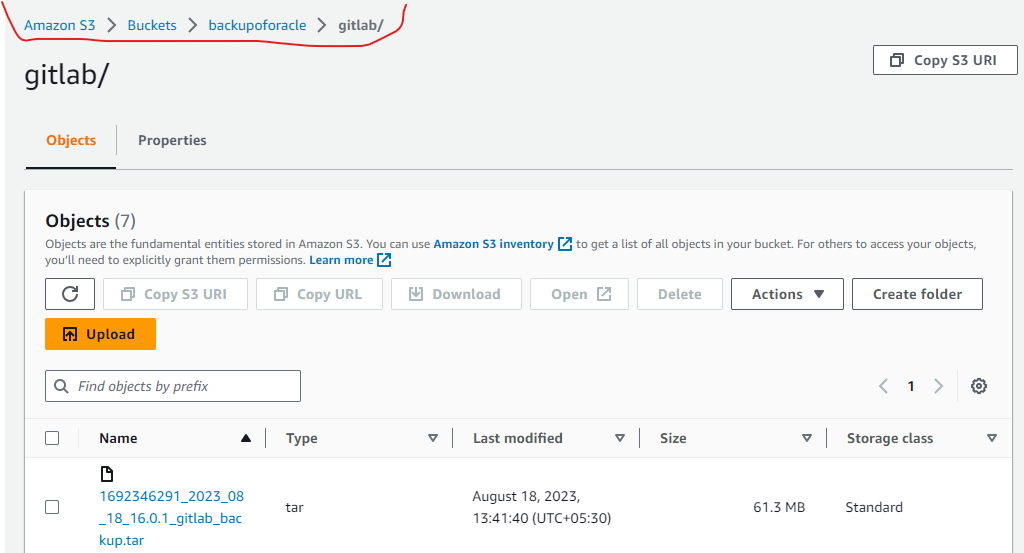 Amazon S3 > Buckets > backupoforacle > gitlab/
gitlab/
Copy S3 URI
Objects
Properties
Objects (7)
Objects are the fundamental entities stored in Amazon S3. You can use Amazon S3 inventory to get a list of all objects in your bucket. For others to access your objects,
you'll need to explicitly grant them permissions. Learn more
Copy S3 URI
Copy URL
Download
Open
Delete
Actions
Create folder
Upload
Find objects by prefix
1
Name
Type
Last modified
Size
Storage class
1692346291_2023_08
_18_16.0.1_gitlab_bac
kup.tar
tar
August 18, 2023,
13:41:40 (UTC+05:30)
61.3 MB
Standard